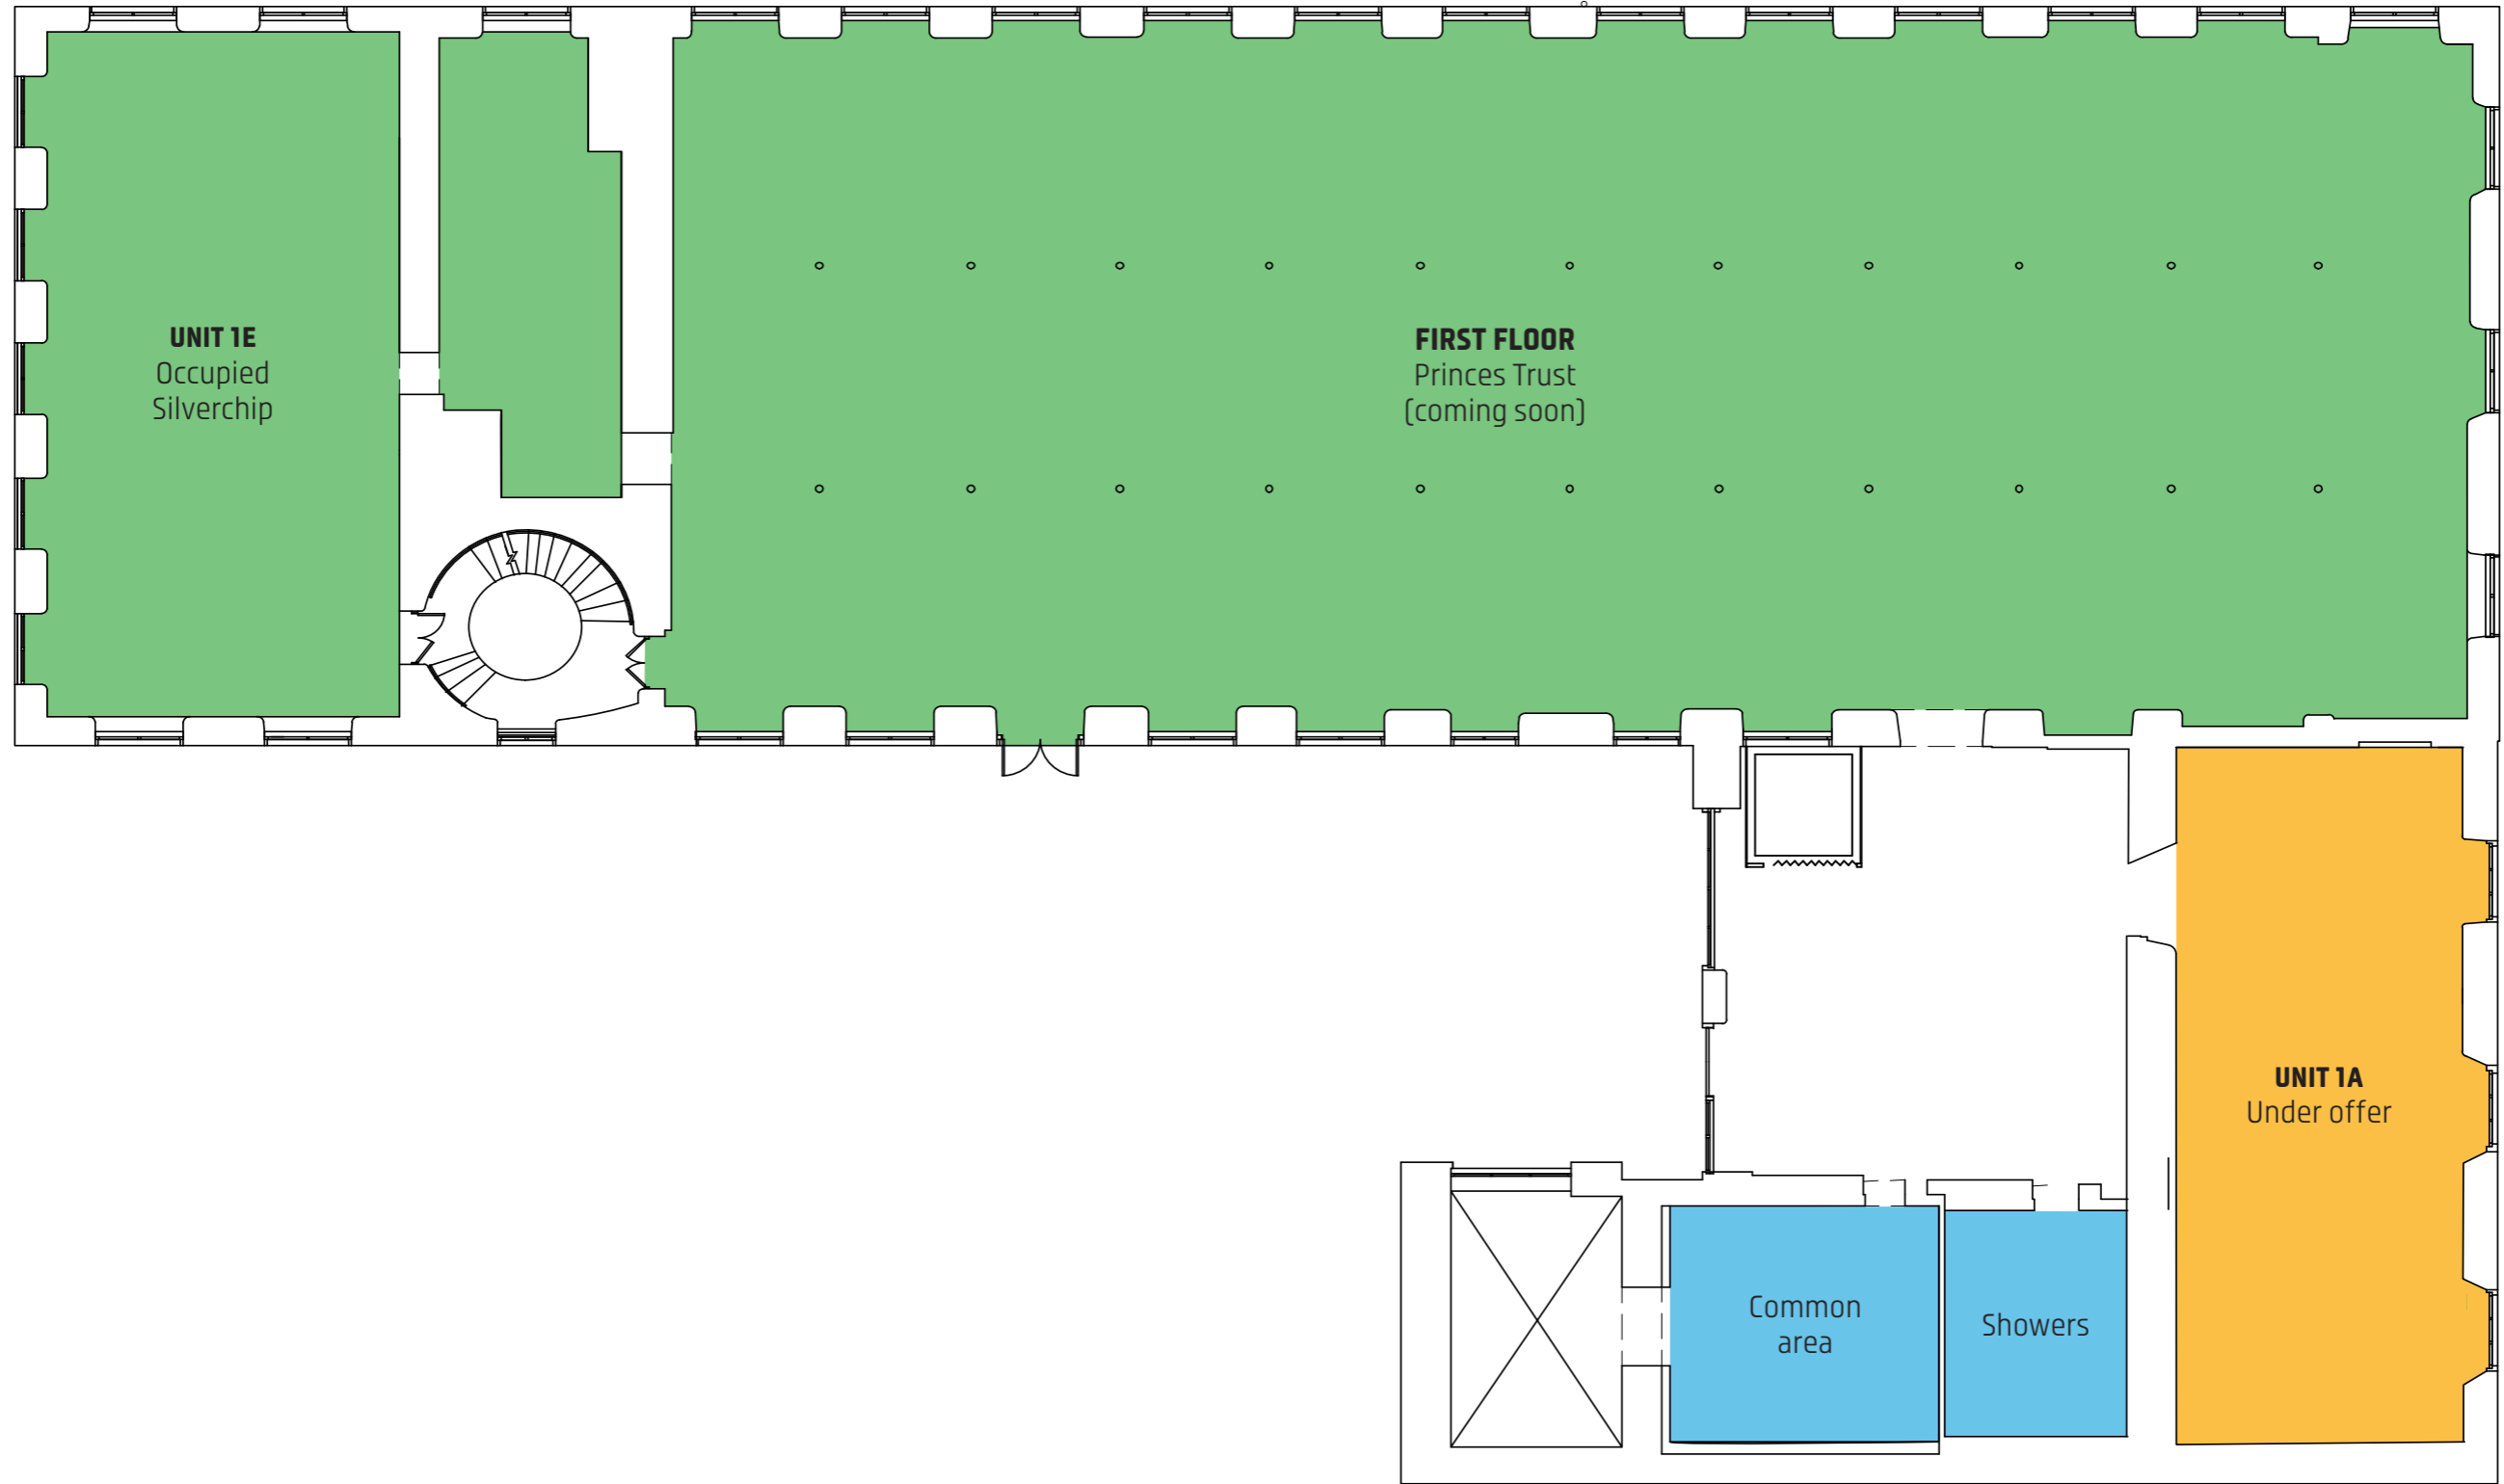 UNIT 1E
Occupied
Silverchip
FIRST FLOOR
Princes Trust
(coming soon)
UNIT 1A
Under offer
Common
area
Showers